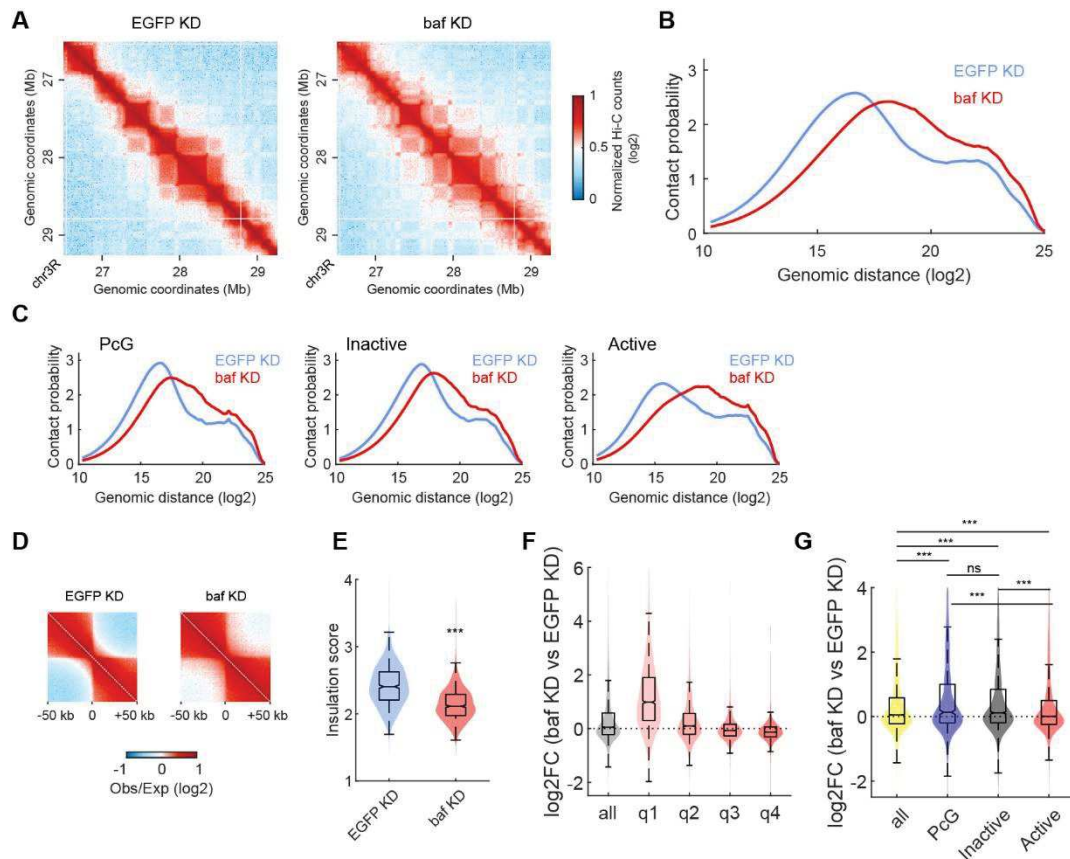 A
EGFP KD
baf KD
Genomic coordinates (Mb)
27
28
29
chr3R
27 28 29
Genomic coordinates (Mb)
Genomic coordinates (Mb)
27
28
29
chr3R
27 28 29
Genomic coordinates (Mb)
1
0.5
0
Normalized Hi-C counts
(log2)
B
EGFP KD
baf KD
Contact probability
3
2
1
0
10 15 20 25
Genomic distance (log2)
C
PcG
EGFP KD
baf KD
Contact probability
3
2
1
0
10 15 20 25
Genomic distance (log2)
Inactive
EGFP KD
baf KD
Contact probability
3
2
1
0
10 15 20 25
Genomic distance (log2)
Active
EGFP KD
baf KD
Contact probability
3
2
1
0
10 15 20 25
Genomic distance (log2)
D
EGFP KD
baf KD
-50 kb 0 +50 kb
-50 kb 0 +50 kb
-1 1
Obs/Exp (log2)
E
Insulation score
4
3
2
1
***
EGFP KD
baf KD
F
log2FC (baf KD vs EGFP KD)
6
4
2
0
-2
all q1 q2 q3 q4
G
log2FC (baf KD vs EGFP KD)
***
***
***
ns
***
***
4
2
0
-2
all
PcG
Inactive
Active